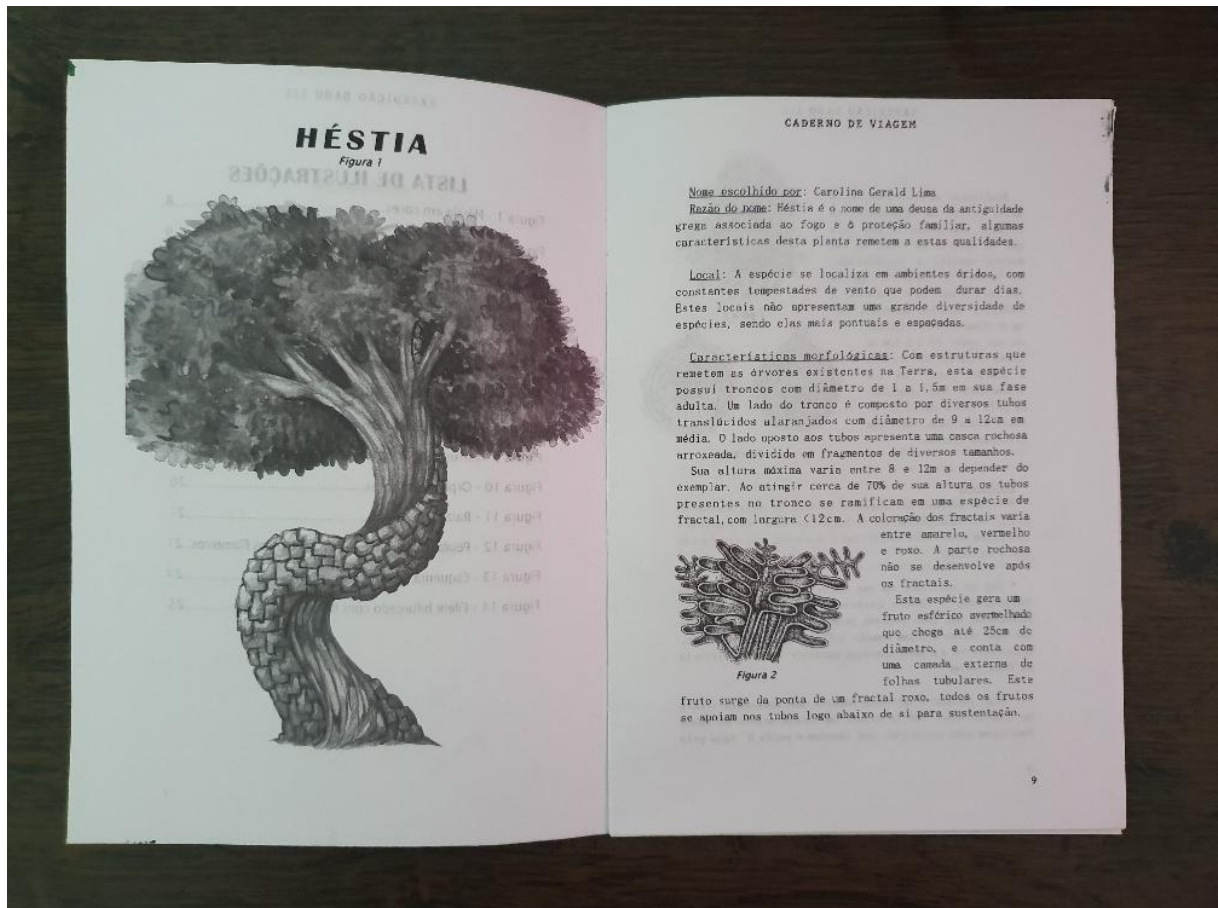 HÉSTIA
Figura 1
CADERNO DE VIAGEM
Nome escolhido por: Carolina Gerald Lima
Razão do nome: Héstia é o nome de uma deusa da antiguidade
grega associada ao fogo e à proteção familiar, algumas
características desta planta remetem a estas qualidades.
Local: A espécie se localiza em ambientes áridos, com
constantes tempestades de vento que podem durar dias.
Estes locais não apresentam uma grande diversidade de
espécies, sendo elas mais pontuais e espaçadas.
Características morfológicas: Com estruturas que
remetem as árvores existentes na Terra, esta espécie
possui troncos com diâmetro de 1 a 1,5m em sua fase
adulta. Um lado do tronco é composto por diversos tubos
translúcidos alaranjados com diâmetro de 9 a 12cm em
média. O lado oposto aos tubos apresenta uma casca rochosa
arroxeada, dividida em fragmentos de diversos tamanhos.
Sua altura máxima varia entre 8 e 12m a depender do
exemplar. Ao atingir cerca de 70% de sua altura os tubos
presentes no tronco se ramificam em uma espécie de
fractal, com largura <12cm. A coloração dos fractais varia
entre amarelo, vermelho
e roxo. A parte rochosa
não se desenvolve após
os fractais.
Esta espécie gera um
fruto esférico avermelhado
que chega até 25cm de
diâmetro, e conta com
uma camada externa de
folhas tubulares. Este
Figura 2
fruto surge da ponta de um fractal roxo, todos os frutos
se apoiam nos tubos logo abaixo de si para sustentação.
9